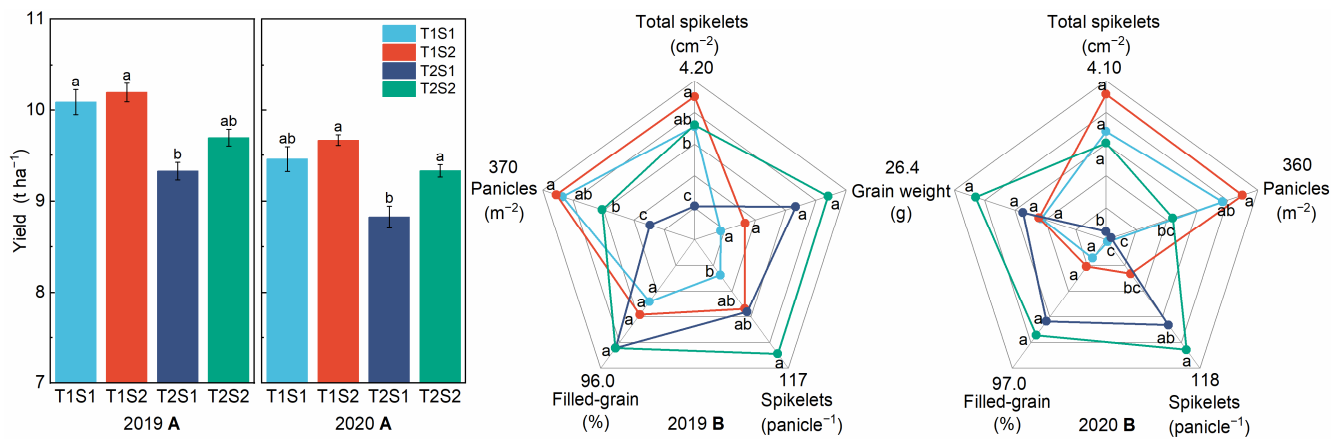 11
10
9
8
7
Yield (t ha⁻¹)
a
a
b
a
T1S1 T1S2 T2S1 T2S2
2019 A
T1S1
T1S2
T2S1
T2S2
ab
a
b
a
T1S1 T1S2 T2S1 T2S2
2020 A
Total spikelets
(cm⁻²)
4.20
370
Panicles
(m⁻²)
26.4
Grain weight
(g)
96.0
Filled-grain
(%)
117
Spikelets
(panicle⁻¹)
2019 B
a
ab
b
c
a
ab
b
c
a
a
a
a
a
a
a
a
b
ab
ab
a
Total spikelets
(cm⁻²)
4.10
360
Panicles
(m⁻²)
97.0
Filled-grain
(%)
118
Spikelets
(panicle⁻¹)
2020 B
a
a
a
b
a
a
a
a
a
ab
bc
c
a
a
a
a
c
bc
ab
a